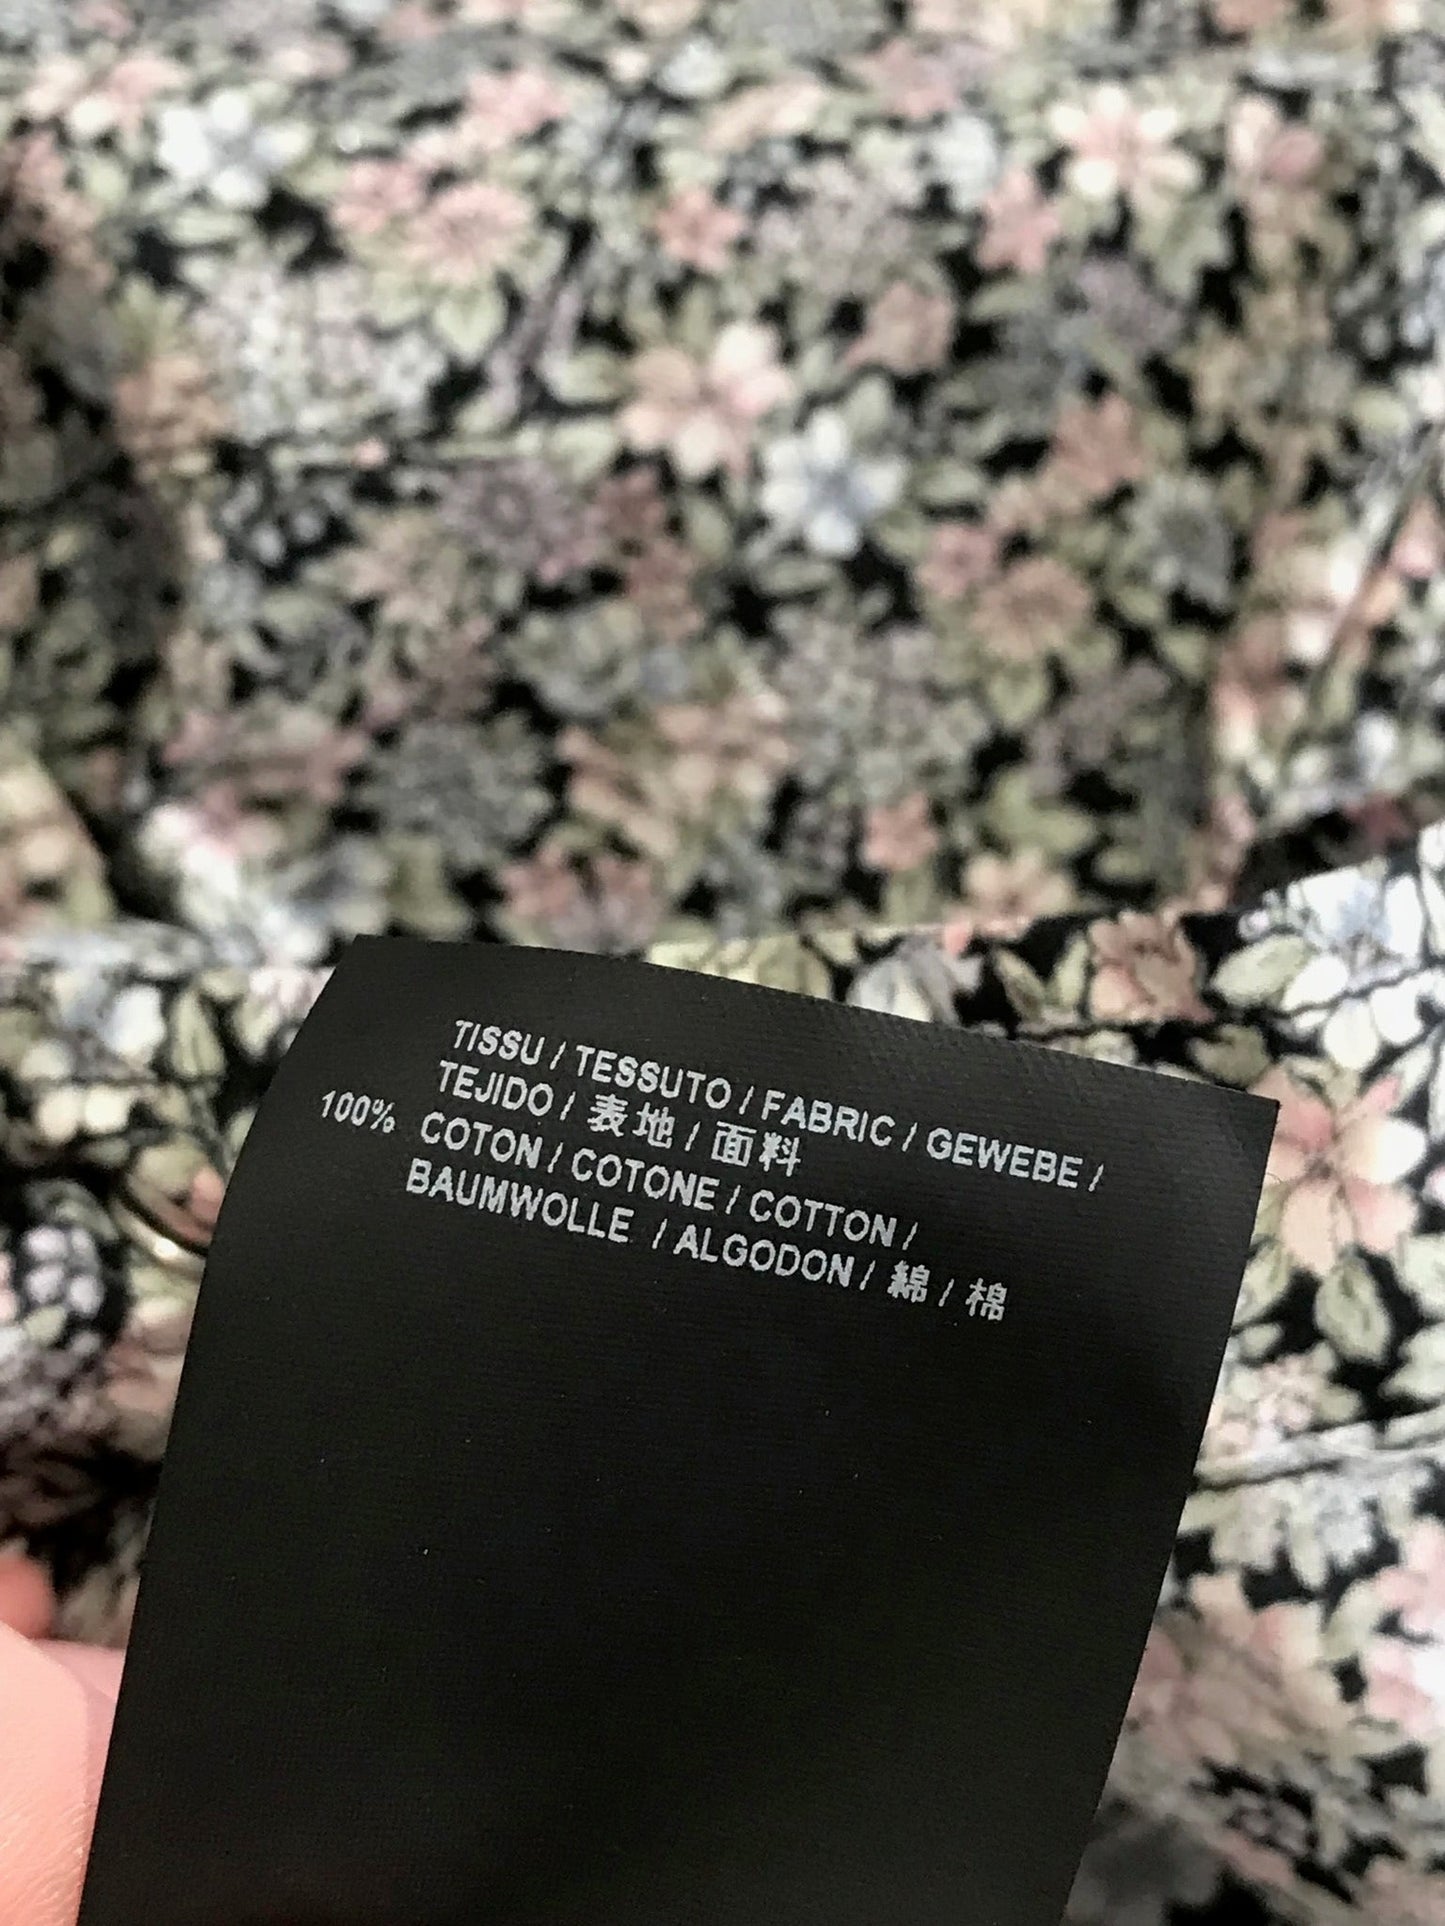 TISSU / TESSUTO / FABRIC / GEWEBE /
TEJIDO / 表地 / 面料
100% COTON / COTONE / COTTON /
BAUMWOLLE / ALGODON / 綿 / 棉